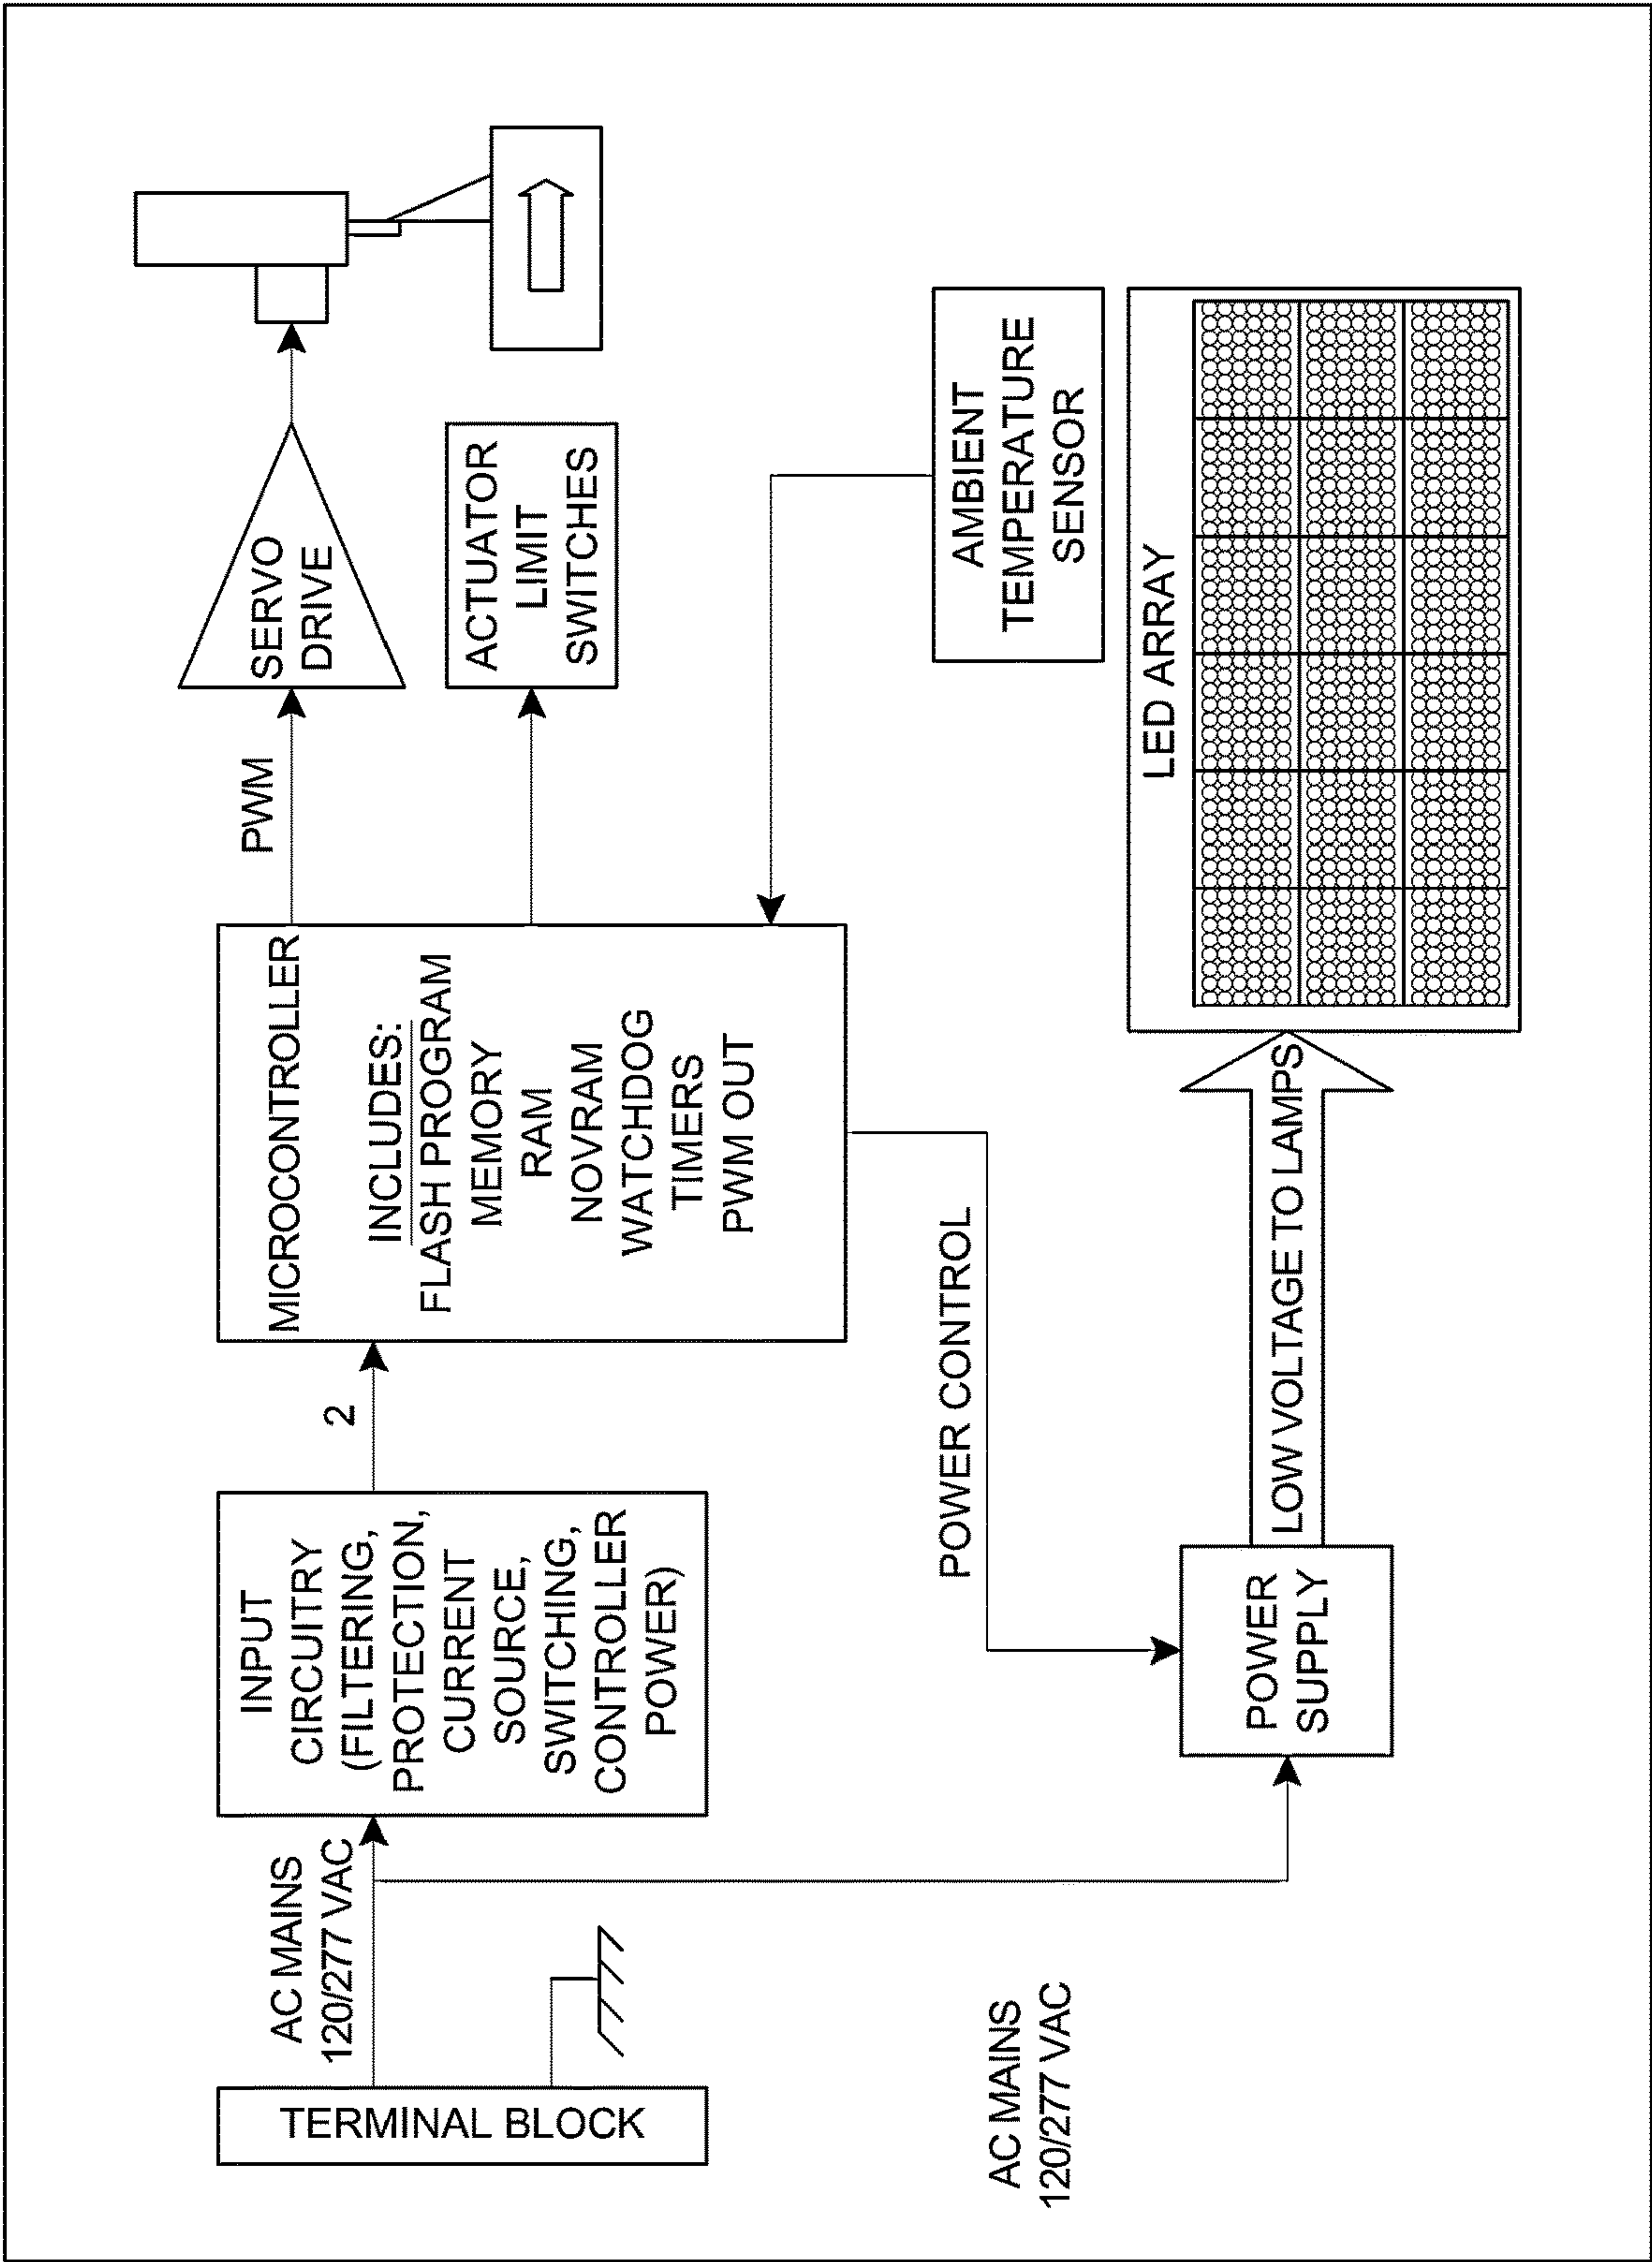 TERMINAL BLOCK
AC MAINS
120/277 VAC
INPUT
CIRCUITRY
(FILTERING,
PROTECTION,
CURRENT
SOURCE,
SWITCHING,
CONTROLLER
POWER)
2
MICROCONTROLLER
INCLUDES:
FLASH PROGRAM
MEMORY
RAM
NOVRAM
WATCHDOG
TIMERS
PWM OUT
PWM
SERVO
DRIVE
ACTUATOR
LIMIT
SWITCHES
AMBIENT
TEMPERATURE
SENSOR
POWER CONTROL
AC MAINS
120/277 VAC
POWER
SUPPLY
LOW VOLTAGE TO LAMPS
LED ARRAY